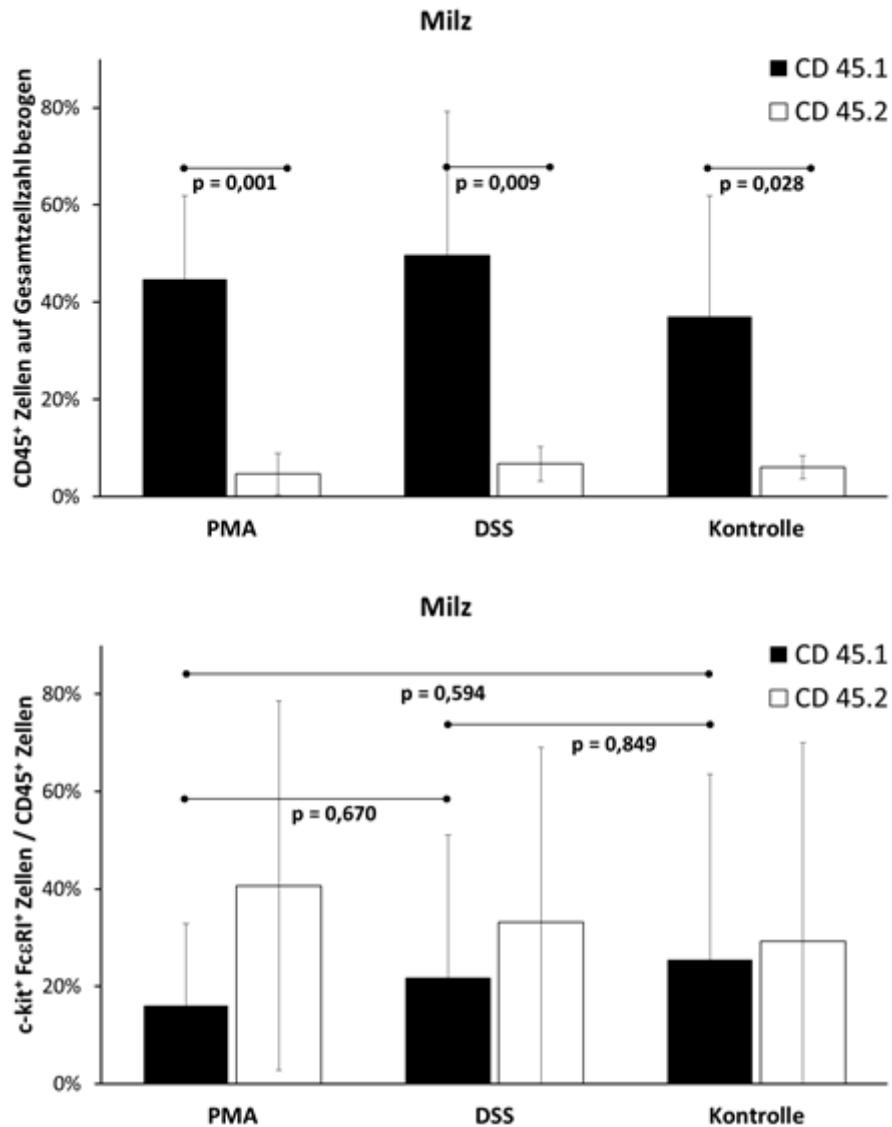 Milz
CD 45.1
CD 45.2
CD45⁺ Zellen auf Gesamtzellzahl bezogen
80%
60%
40%
20%
0%
p = 0,001
p = 0,009
p = 0,028
PMA
DSS
Kontrolle
Milz
CD 45.1
CD 45.2
c-kit⁺ FcεRI⁺ Zellen / CD45⁺ Zellen
80%
60%
40%
20%
0%
p = 0,594
p = 0,849
p = 0,670
PMA
DSS
Kontrolle